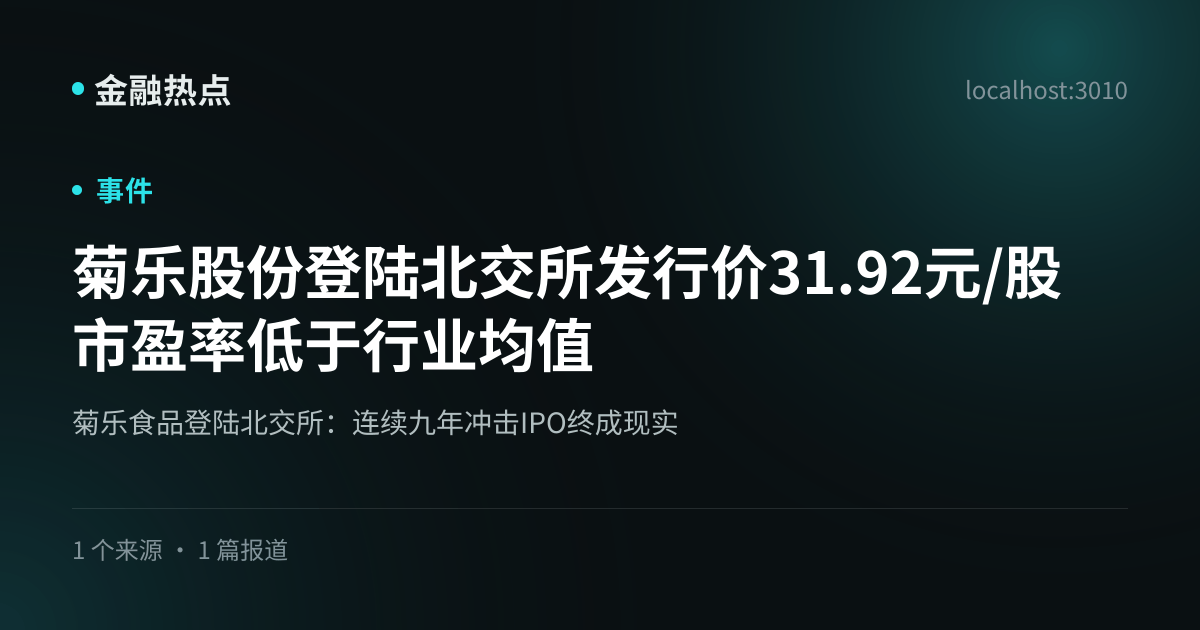 金融热点
localhost:3010
事件
菊乐股份登陆北交所发行价31.92元/股
市盈率低于行业均值
菊乐食品登陆北交所：连续九年冲击IPO终成现实
1 个来源 · 1 篇报道